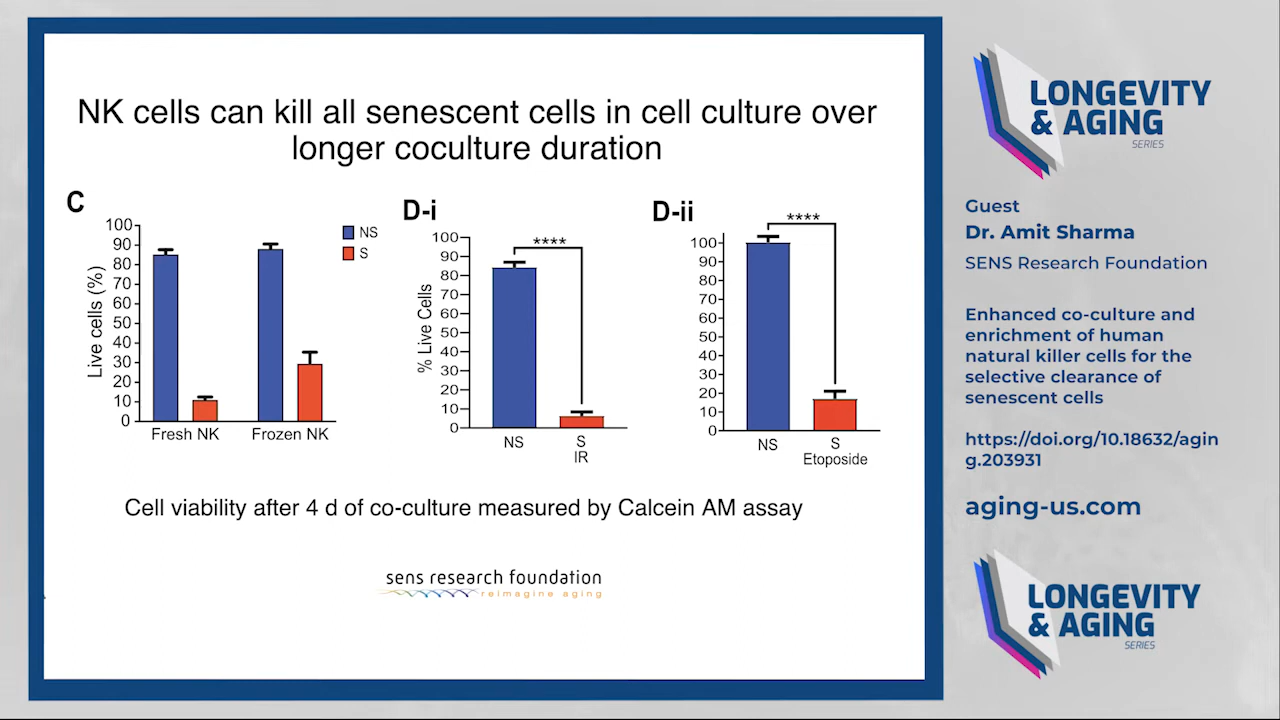 NK cells can kill all senescent cells in cell culture over
longer coculture duration
C
Live cells (%)
100
90
80
70
60
50
40
30
20
10
0
Fresh NK
Frozen NK
NS
S
D-i
% Live Cells
100
90
80
70
60
50
40
30
20
10
0
****
NS
S
IR
D-ii
100
90
80
70
60
50
40
30
20
10
0
****
NS
S
Etoposide
Cell viability after 4 d of co-culture measured by Calcein AM assay
sens research foundation
reimagine aging
LONGEVITY
& AGING
SERIES
Guest
Dr. Amit Sharma
SENS Research Foundation
Enhanced co-culture and
enrichment of human
natural killer cells for the
selective clearance of
senescent cells
https://doi.org/10.18632/agin
g.203931
aging-us.com
LONGEVITY
& AGING
SERIES